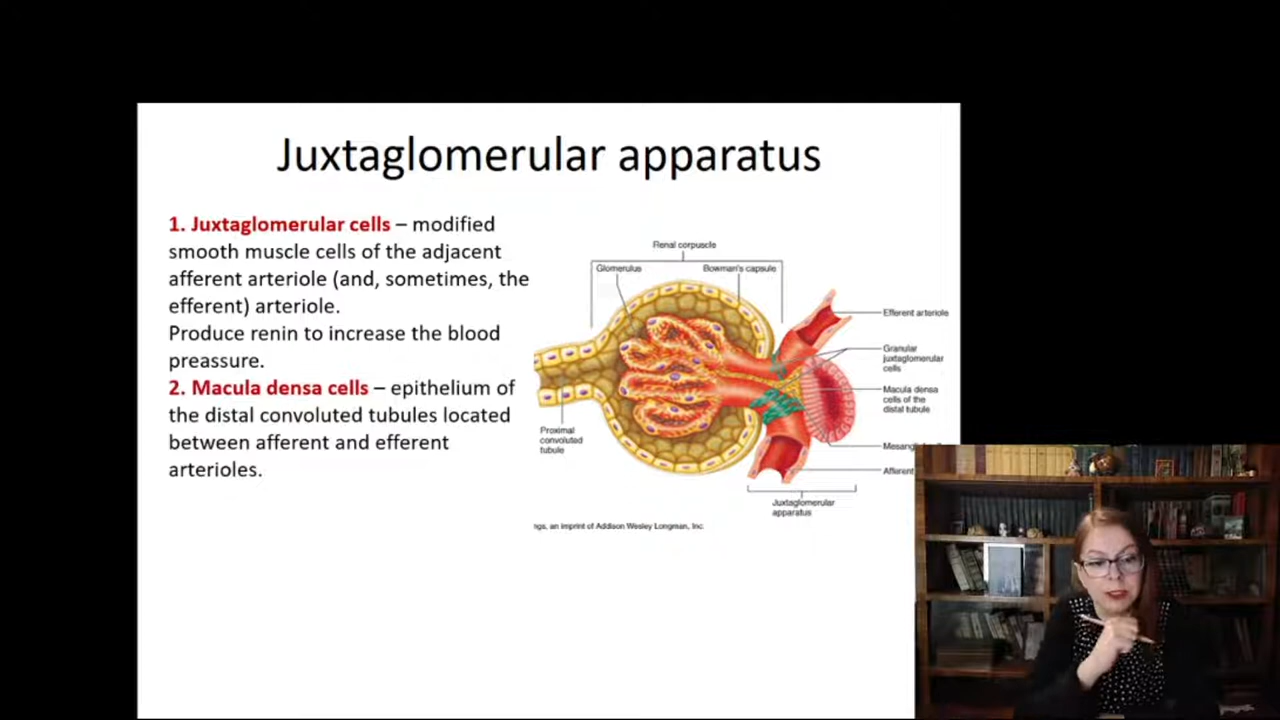 Juxtaglomerular apparatus
1. Juxtaglomerular cells – modified
smooth muscle cells of the adjacent
afferent arteriole (and, sometimes, the
efferent) arteriole.
Produce renin to increase the blood
preassure.
2. Macula densa cells – epithelium of
the distal convoluted tubules located
between afferent and efferent
arterioles.
Renal corpuscle
Glomerulus
Bowman's capsule
Efferent arteriole
Granular
juxtaglomerular
cells
Macula densa
cells of the
distal tubule
Proximal
convoluted
tubule
Afferent
Juxtaglomerular
apparatus
ngs, an imprint of Addison Wesley Longman, Inc.